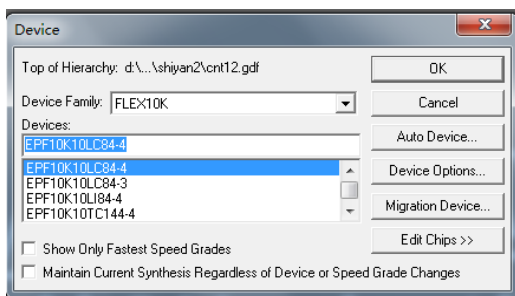 Device
Top of Hierarchy: d:\...\shiyan2\cnt12.gdf
OK
Device Family: FLEX10K
Cancel
Devices:
Auto Device...
EPF10K10LC84-4
EPF10K10LC84-4
Device Options...
EPF10K10LC84-3
EPF10K10LI84-4
Migration Device...
EPF10K10TC144-4
Edit Chips >>
Show Only Fastest Speed Grades
Maintain Current Synthesis Regardless of Device or Speed Grade Changes